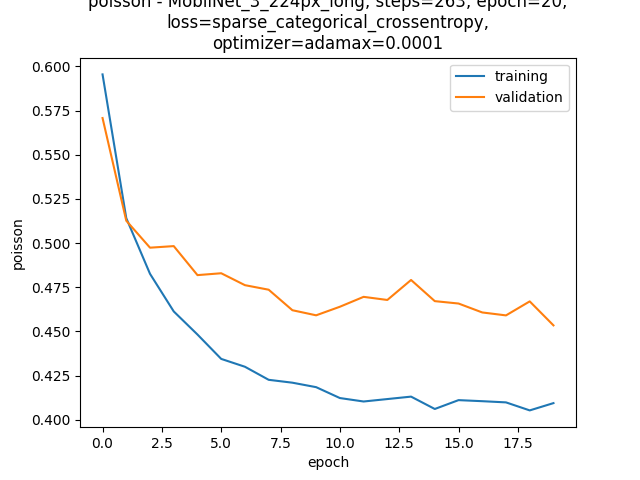 poisson - MobilNet_3_224px_long, steps=263, epoch=20,
loss=sparse_categorical_crossentropy,
optimizer=adamax=0.0001
0.600
training
validation
0.575
0.550
0.525
0.500
poisson
0.475
0.450
0.425
0.400
0.0 2.5 5.0 7.5 10.0 12.5 15.0 17.5
epoch